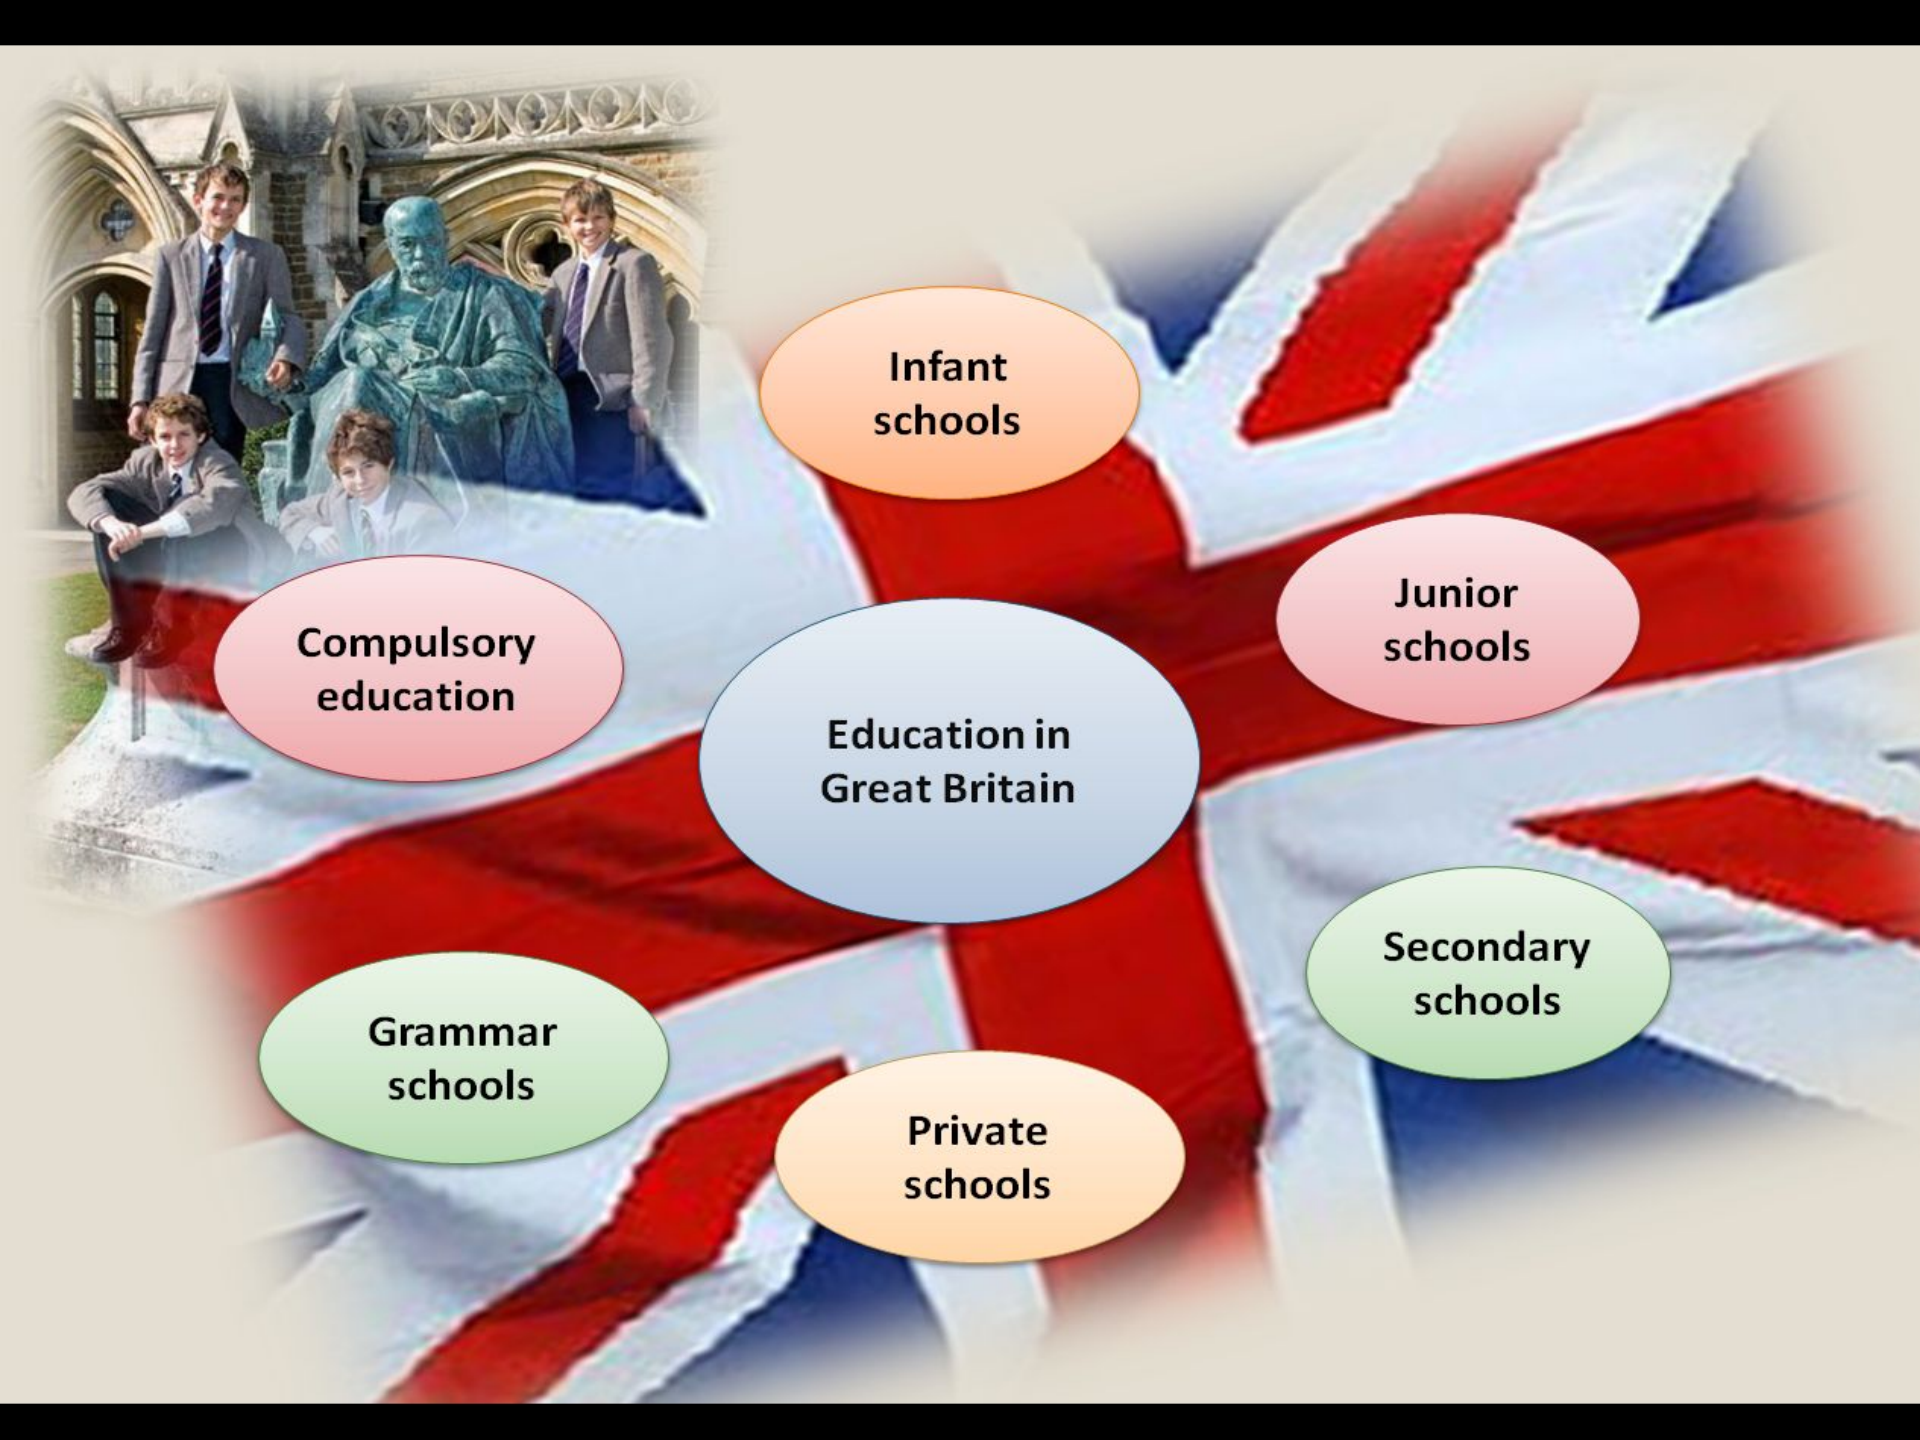 Infant
schools
Junior
schools
Compulsory
education
Education in
Great Britain
Secondary
schools
Grammar
schools
Private
schools